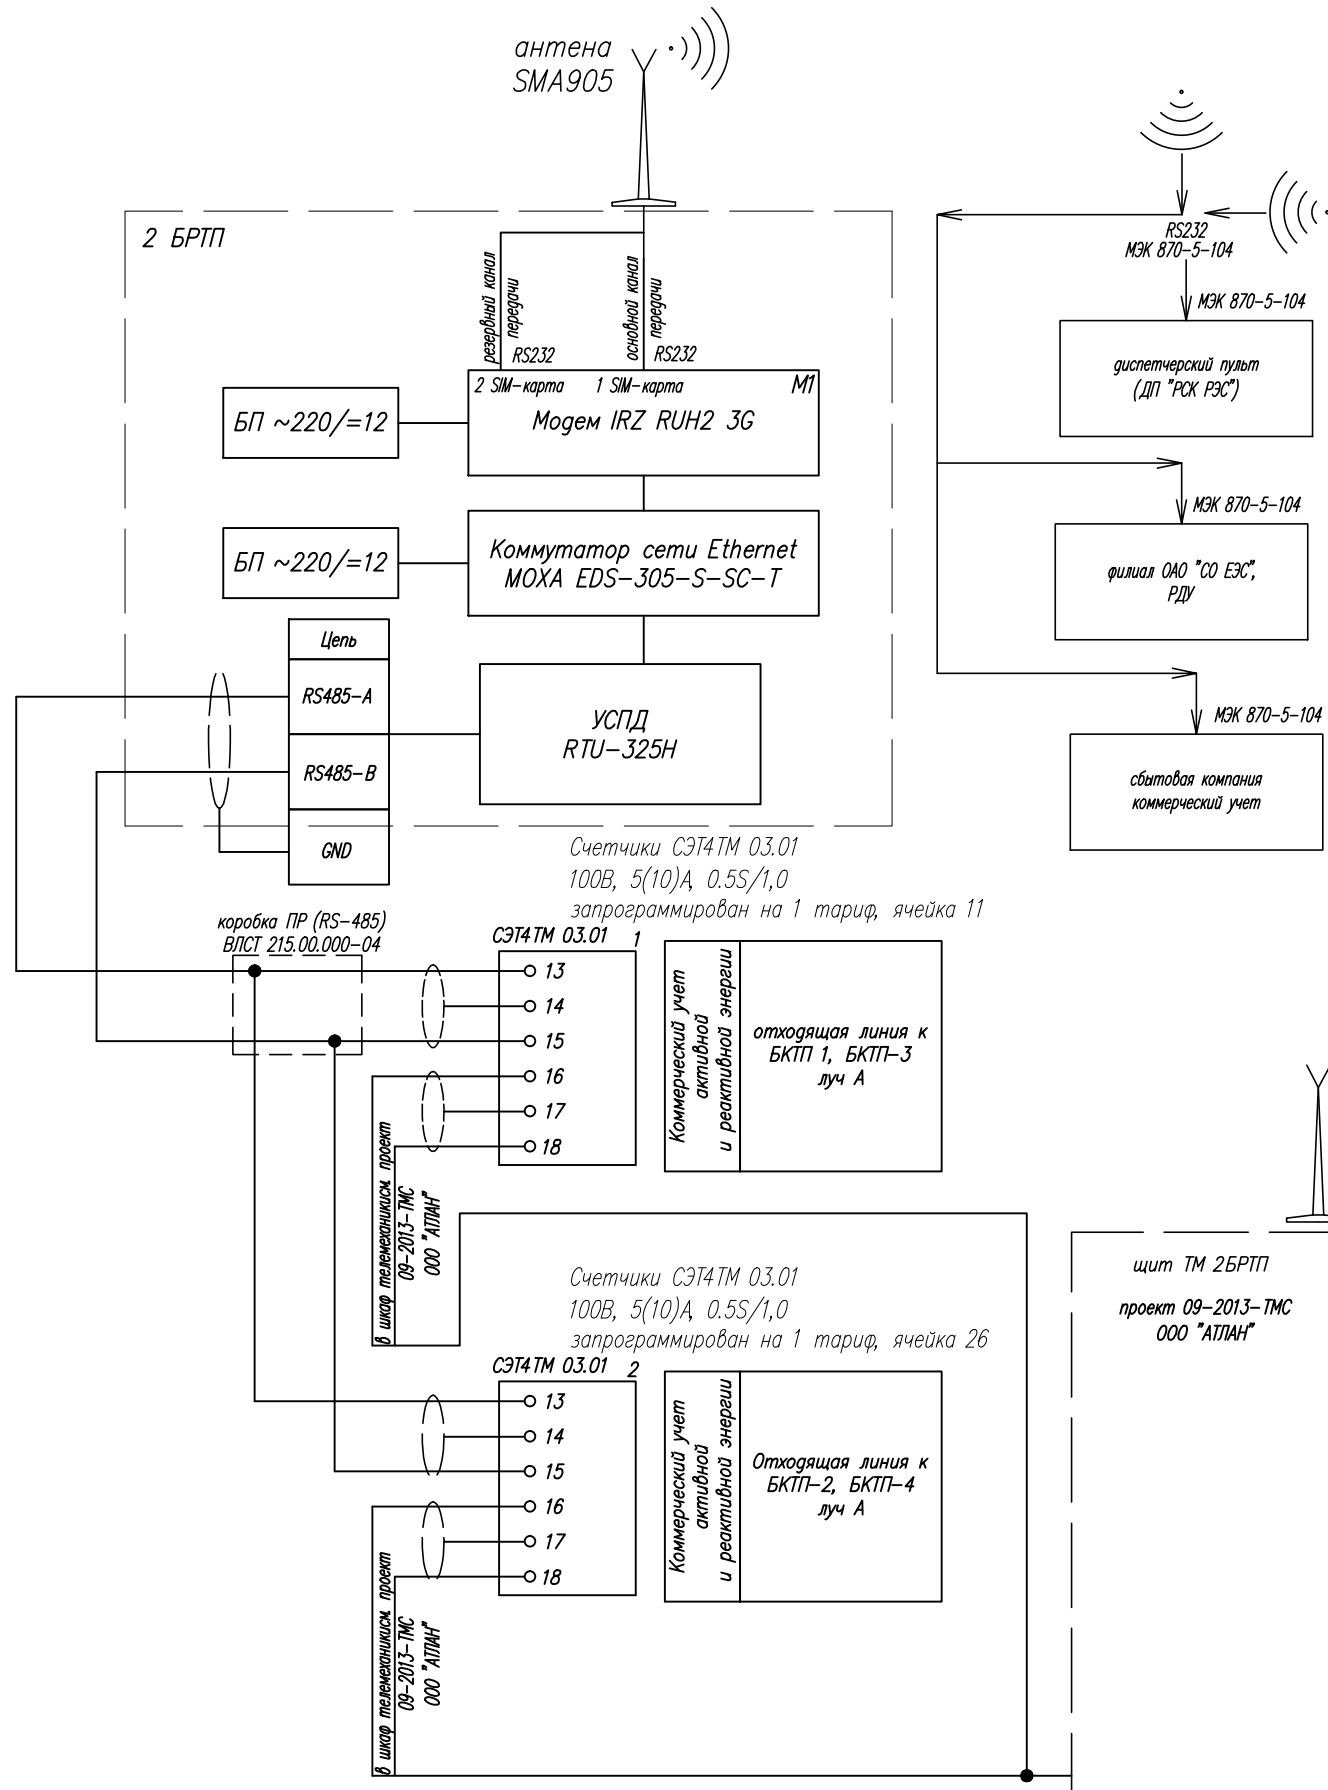 антена
SMA905
2 БРТП
резервный канал
передачи
RS232
основной канал
передачи
RS232
2 SIM-карта
1 SIM-карта
М1
Модем IRZ RUH2 3G
БП ~220/=12
Коммутатор сети Ethernet
MOXA EDS-305-S-SC-T
БП ~220/=12
Цепь
RS485-A
RS485-B
GND
УСПД
RTU-325H
RS232
МЭК 870-5-104
МЭК 870-5-104
диспетчерский пульт
(ДП "РСК РЭС")
МЭК 870-5-104
филиал ОАО "СО ЕЭС",
РДУ
МЭК 870-5-104
сбытовая компания
коммерческий учет
Счетчики СЭТ4ТМ 03.01
100В, 5(10)А, 0.5S/1,0
запрограммирован на 1 тариф, ячейка 11
коробка ПР (RS-485)
ВЛСТ 215.00.000-04
СЭТ4ТМ 03.01
1
13
14
15
16
17
18
Коммерческий учет
активной
и реактивной энергии
отходящая линия к
БКТП 1, БКТП-3
луч А
в шкаф телемеханикисм. проект
09-2013-ТМС
ООО "АТЛАН"
Счетчики СЭТ4ТМ 03.01
100В, 5(10)А, 0.5S/1,0
запрограммирован на 1 тариф, ячейка 26
СЭТ4ТМ 03.01
2
13
14
15
16
17
18
Коммерческий учет
активной
и реактивной энергии
Отходящая линия к
БКТП-2, БКТП-4
луч А
в шкаф телемеханикисм. проект
09-2013-ТМС
ООО "АТЛАН"
щит ТМ 2БРТП
проект 09-2013-ТМС
ООО "АТЛАН"